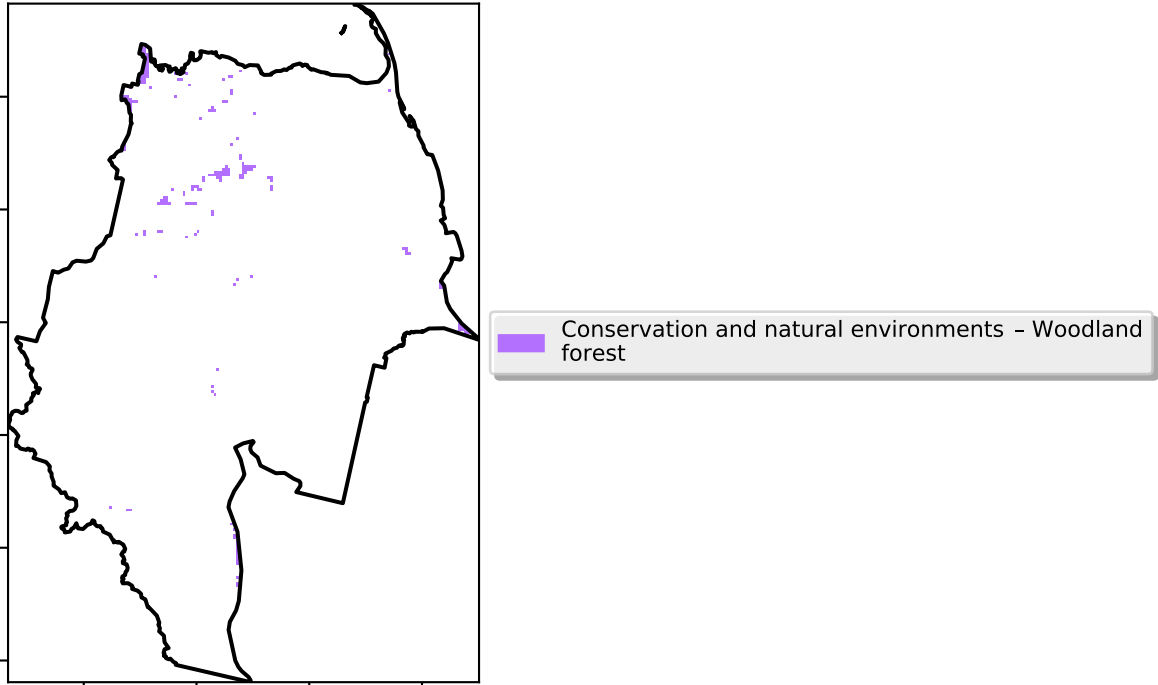 Conservation and natural environments – Woodland
forest